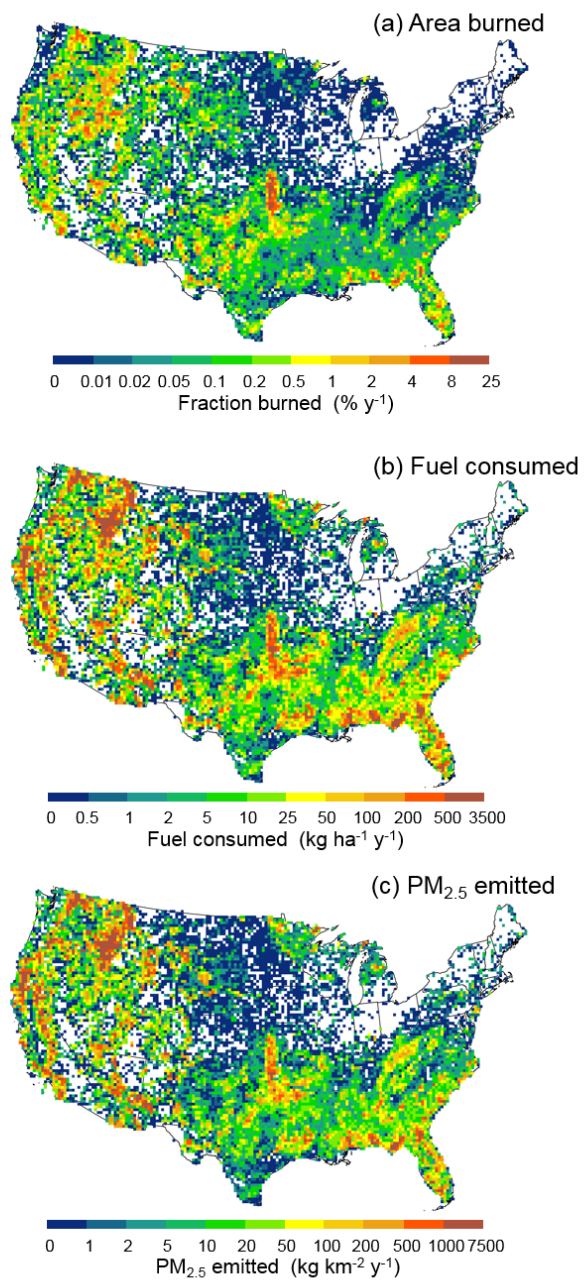 (a) Area burned
0 0.01 0.02 0.05 0.1 0.2 0.5 1 2 4 8 25
Fraction burned (% y⁻¹)
(b) Fuel consumed
0 0.5 1 2 5 10 25 50 100 200 500 3500
Fuel consumed (kg ha⁻¹ y⁻¹)
(c) PM₂.₅ emitted
0 1 2 5 10 20 50 100 200 500 1000 7500
PM₂.₅ emitted (kg km⁻² y⁻¹)